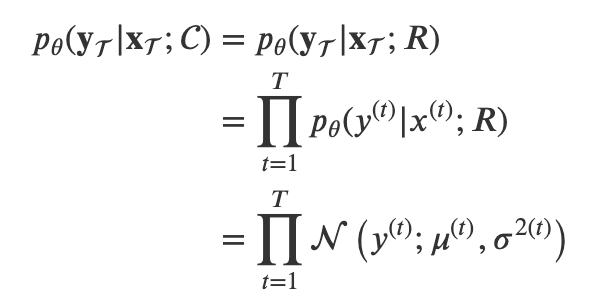 p_θ(𝐲_𝒯|𝐱_𝒯; 𝒞) = p_θ(𝐲_𝒯|𝐱_𝒯; R)
= ∏_{t=1}^{T} p_θ(y^{(t)}|x^{(t)}; R)
= ∏_{t=1}^{T} 𝒩(y^{(t)}; μ^{(t)}, σ^{2(t)})